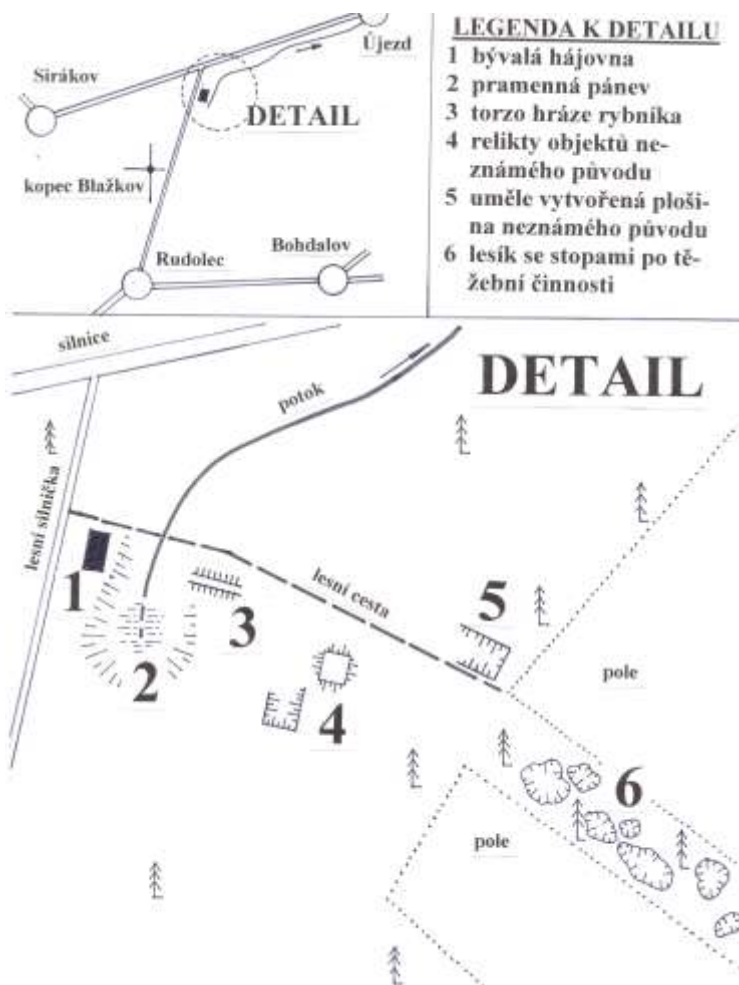 Újezd
Sirákov
DETAIL
kopec Blažkov
Rudolec
Bohdalov
LEGENDA K DETAILU
1 bývalá hájovna
2 pramenná pánev
3 torzo hráze rybníka
4 relikty objektů ne-
známého původu
5 uměle vytvořená ploši-
na neznámého původu
6 lesík se stopami po tě-
žební činnosti
silnice
DETAIL
potok
lesní silnička
lesní cesta
1
2
3
4
5
pole
6
pole